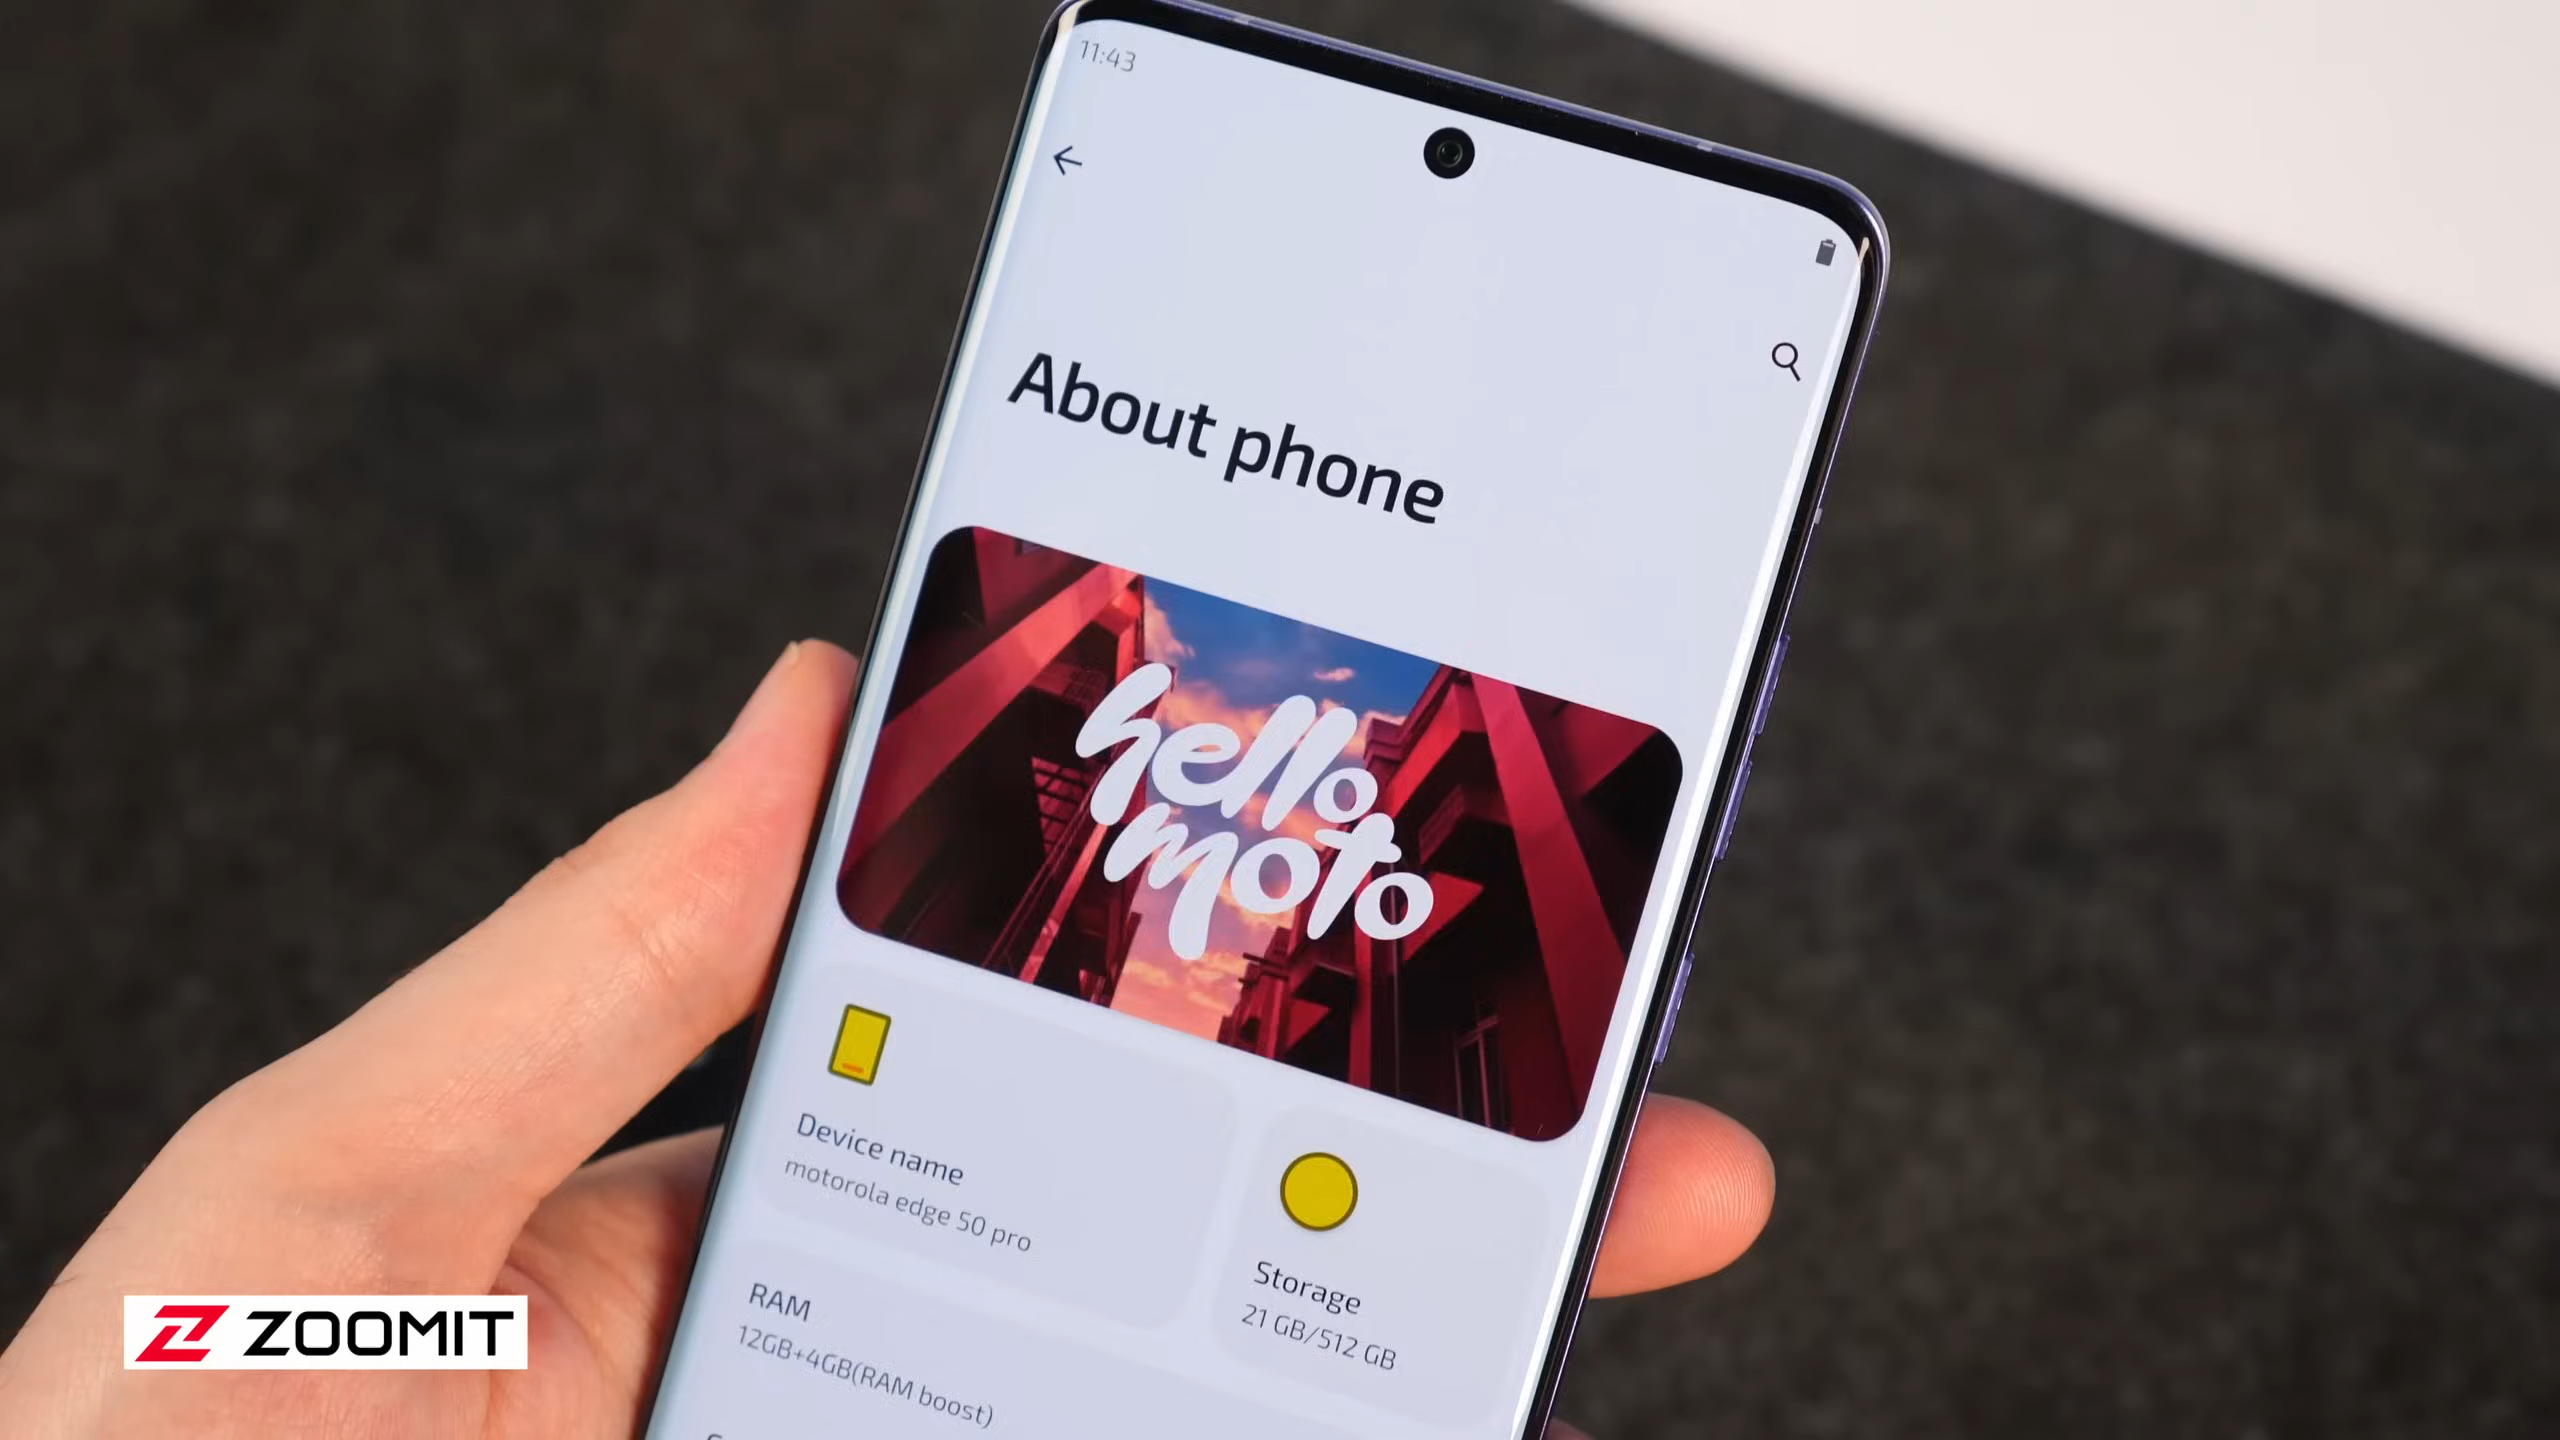 11:43
About phone
hello
moto
Device name
motorola edge 50 pro
Storage
21 GB/512 GB
RAM
12GB+4GB(RAM boost)
ZOOMIT